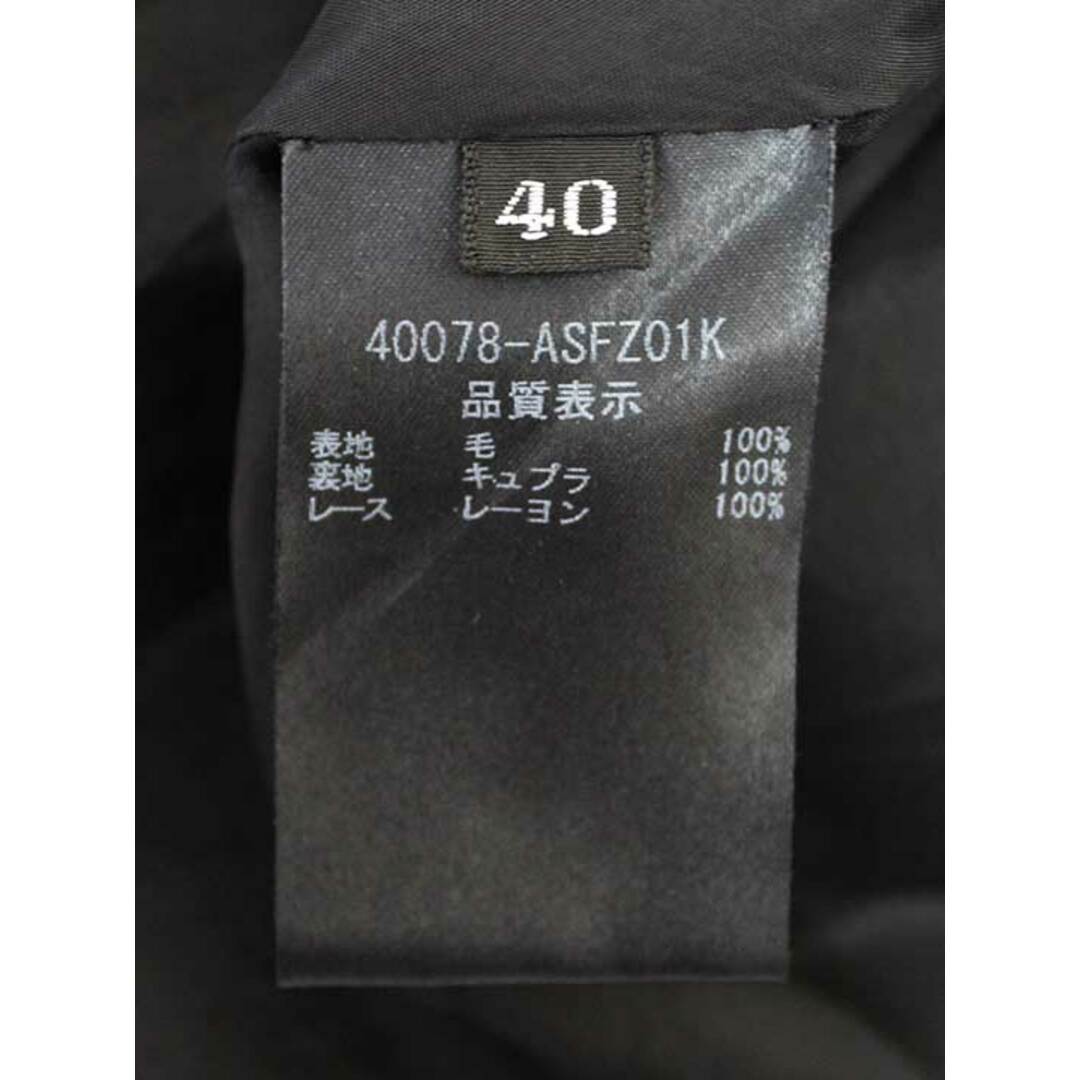 40
40078-ASFZ01K
品質表示
表地 毛 100%
裏地 キュプラ 100%
レース レーヨン 100%